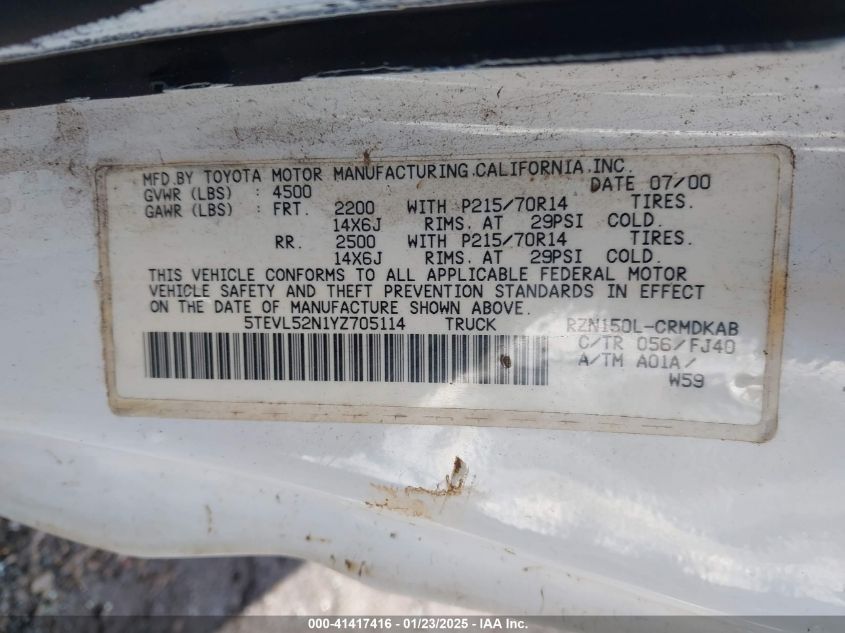 MFD.BY TOYOTA MOTOR MANUFACTURING.CALIFORNIA.INC.
GVWR (LBS) : 4500 DATE 07/00
GAWR (LBS) : FRT. 2200 WITH P215/70R14 TIRES.
14X6J RIMS. AT 29PSI COLD.
RR. 2500 WITH P215/70R14 TIRES.
14X6J RIMS. AT 29PSI COLD.
THIS VEHICLE CONFORMS TO ALL APPLICABLE FEDERAL MOTOR
VEHICLE SAFETY AND THEFT PREVENTION STANDARDS IN EFFECT
ON THE DATE OF MANUFACTURE SHOWN ABOVE.
5TEVL52N1YZ705114 TRUCK RZN150L-CRMDKAB
C/TR 056/FJ40
A/TM A01A/
W59
000-41417416 - 01/23/2025 - IAA Inc.